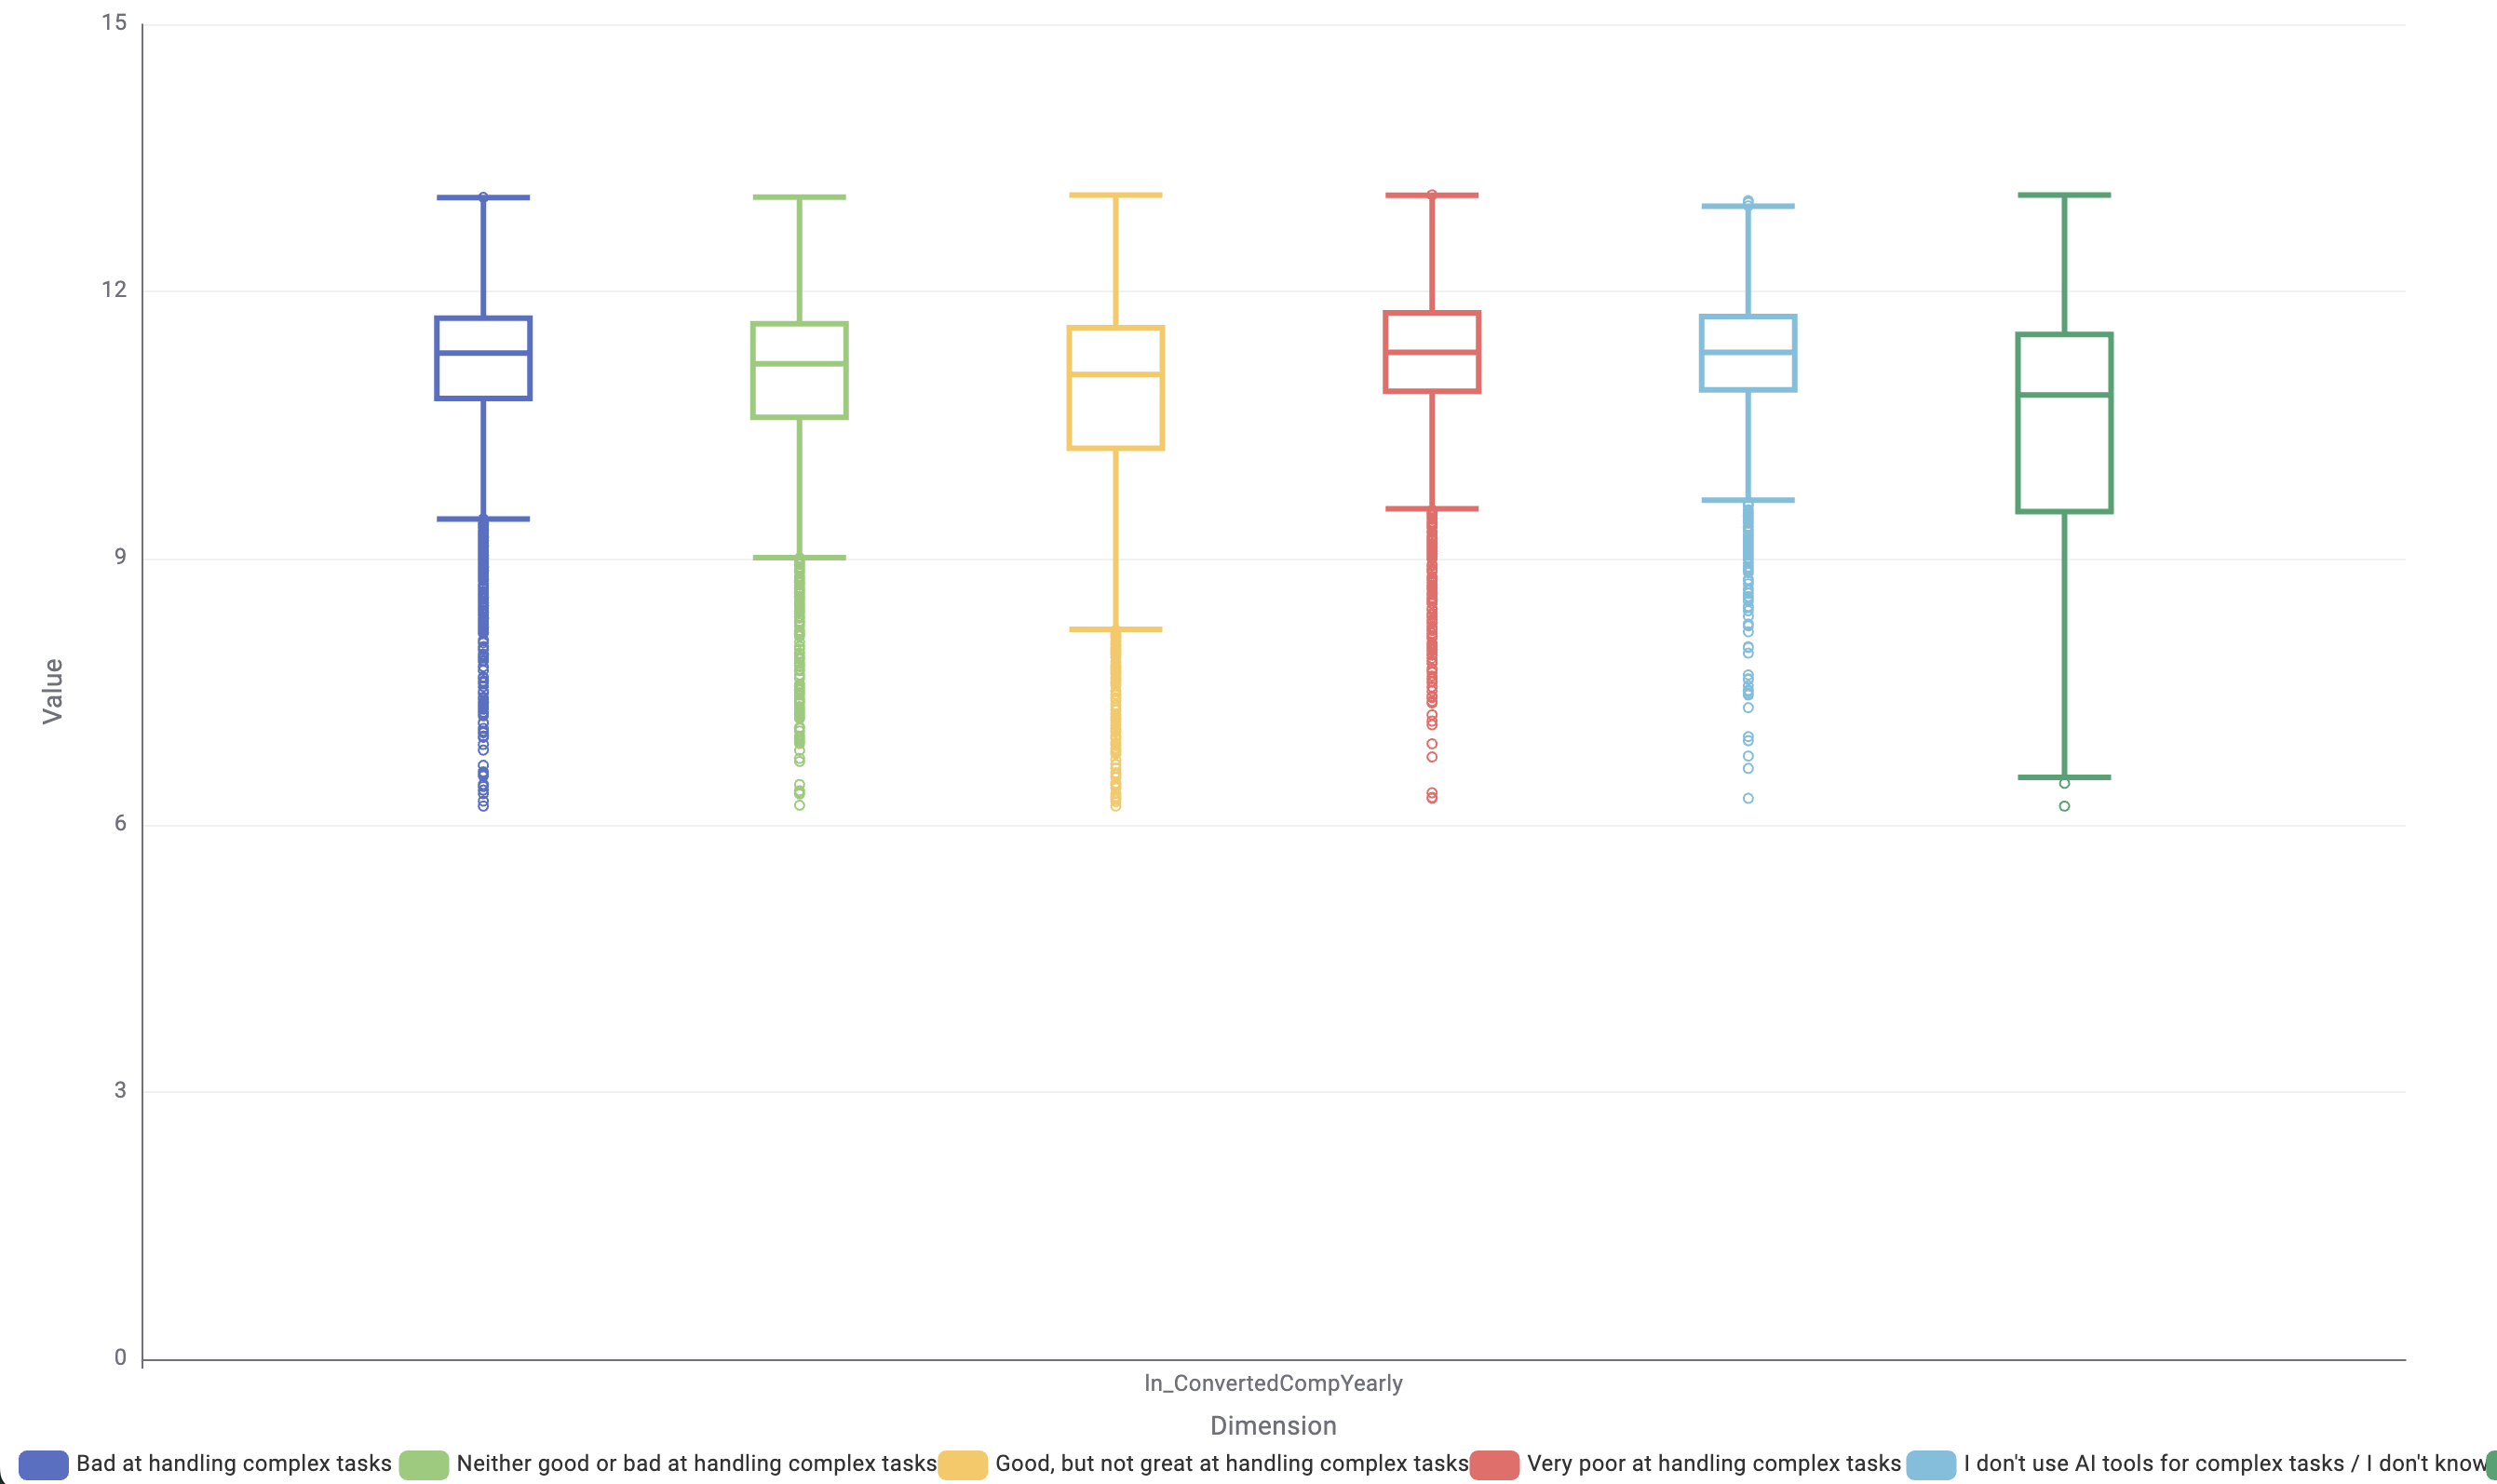 15
12
9
6
3
0
Value
ln_ConvertedCompYearly
Dimension
Bad at handling complex tasks Neither good or bad at handling complex tasks Good, but not great at handling complex tasks Very poor at handling complex tasks I don't use AI tools for complex tasks / I don't know